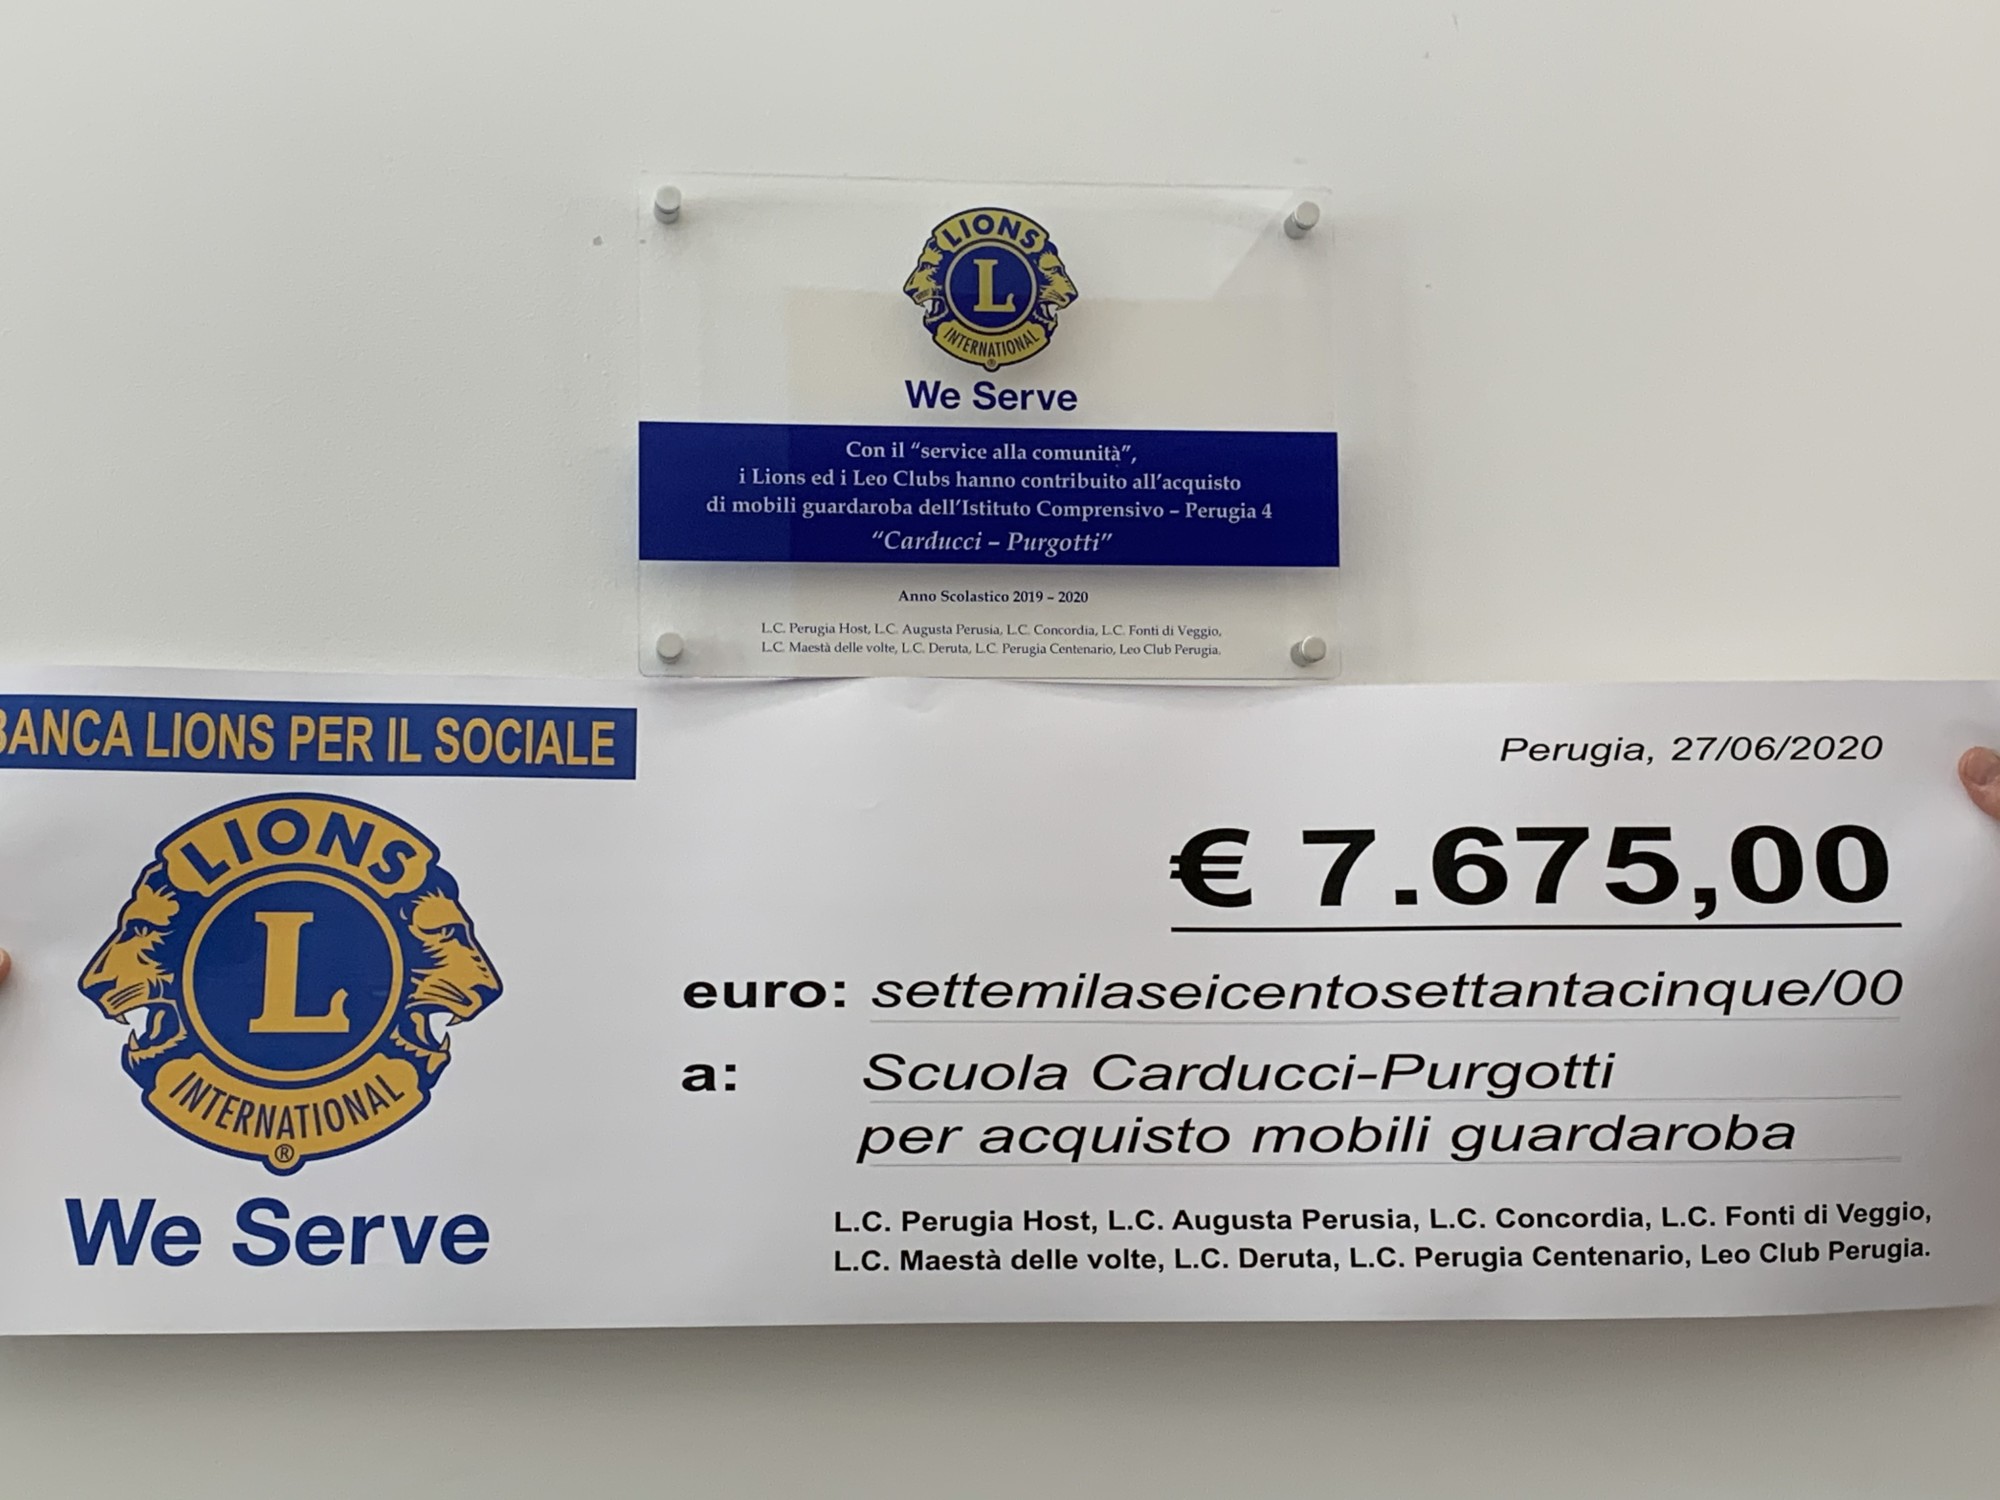 LIONS
L
INTERNATIONAL
®
We Serve
Con il “service alla comunità”,
i Lions ed i Leo Clubs hanno contribuito all’acquisto
di mobili guardaroba dell’Istituto Comprensivo – Perugia 4
“Carducci – Purgotti”
Anno Scolastico 2019 – 2020
L.C. Perugia Host, L.C. Augusta Perusia, L.C. Concordia, L.C. Fonti di Veggio,
L.C. Maestà delle volte, L.C. Deruta, L.C. Perugia Centenario, Leo Club Perugia.
BANCA LIONS PER IL SOCIALE
LIONS
L
INTERNATIONAL
®
We Serve
Perugia, 27/06/2020
€ 7.675,00
euro: settemilaseicentosettantacinque/00
a: Scuola Carducci-Purgotti
per acquisto mobili guardaroba
L.C. Perugia Host, L.C. Augusta Perusia, L.C. Concordia, L.C. Fonti di Veggio,
L.C. Maestà delle volte, L.C. Deruta, L.C. Perugia Centenario, Leo Club Perugia.